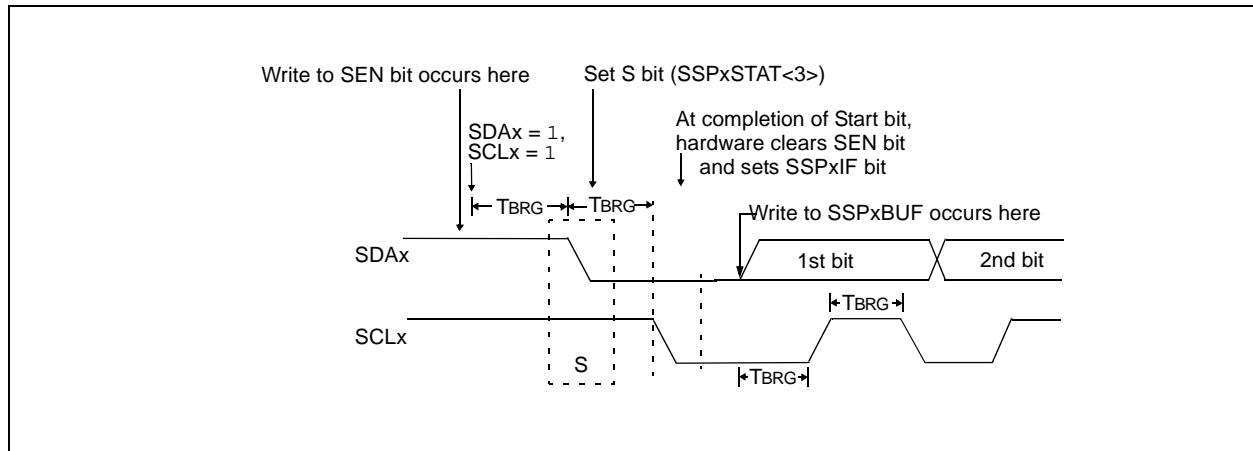 Write to SEN bit occurs here
Set S bit (SSPxSTAT<3>)
SDAx = 1,
SCLx = 1
At completion of Start bit,
hardware clears SEN bit
and sets SSPxIF bit
TBRG
TBRG
Write to SSPxBUF occurs here
SDAx
1st bit
2nd bit
TBRG
SCLx
S
TBRG